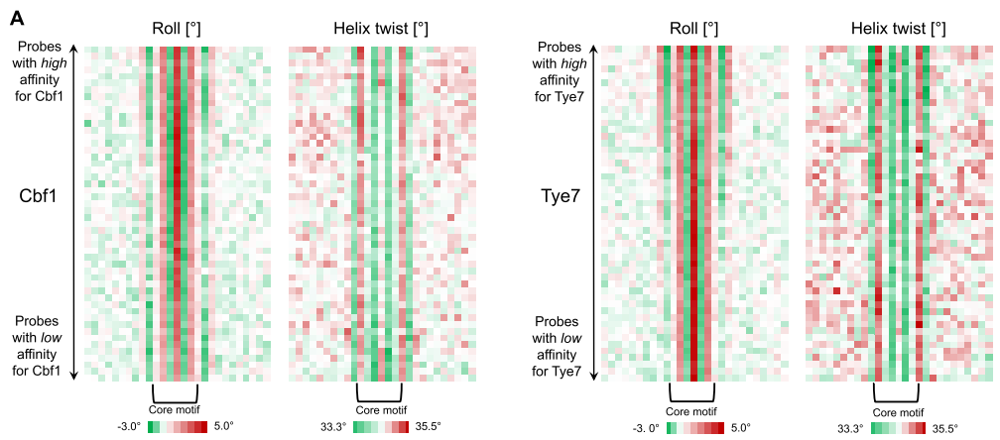 A
Roll [°]
Helix twist [°]
Probes
with high
affinity
for Cbf1
Cbf1
Probes
with low
affinity
for Cbf1
Core motif
-3.0°
5.0°
Core motif
33.3°
35.5°
Roll [°]
Helix twist [°]
Probes
with high
affinity
for Tye7
Tye7
Probes
with low
affinity
for Tye7
Core motif
-3. 0°
5.0°
Core motif
33.3°
35.5°